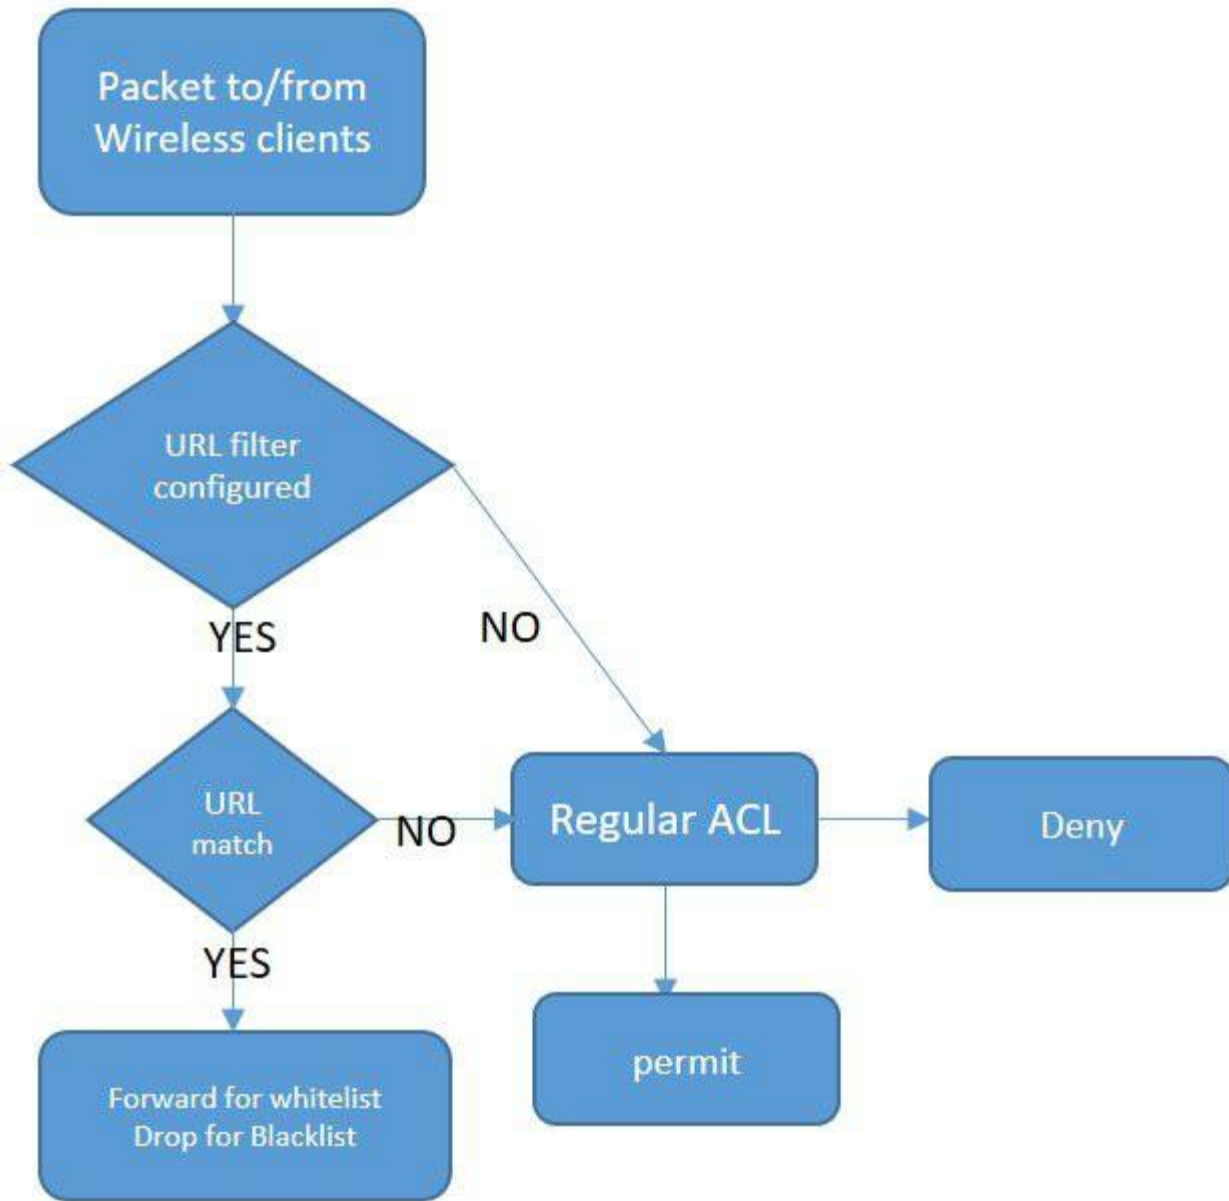 Packet to/from
Wireless clients
URL filter
configured
YES
NO
URL
match
NO
Regular ACL
Deny
YES
permit
Forward for whitelist
Drop for Blacklist